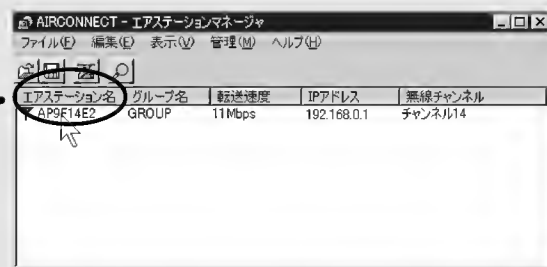 AIRCONNECT - エアステーションマネージャ
ファイル(F) 編集(E) 表示(V) 管理(M) ヘルプ(H)
エアステーション名 グループ名 転送速度 IPアドレス 無線チャンネル
AP9F14E2 GROUP 11Mbps 192.168.0.1 チャンネル14